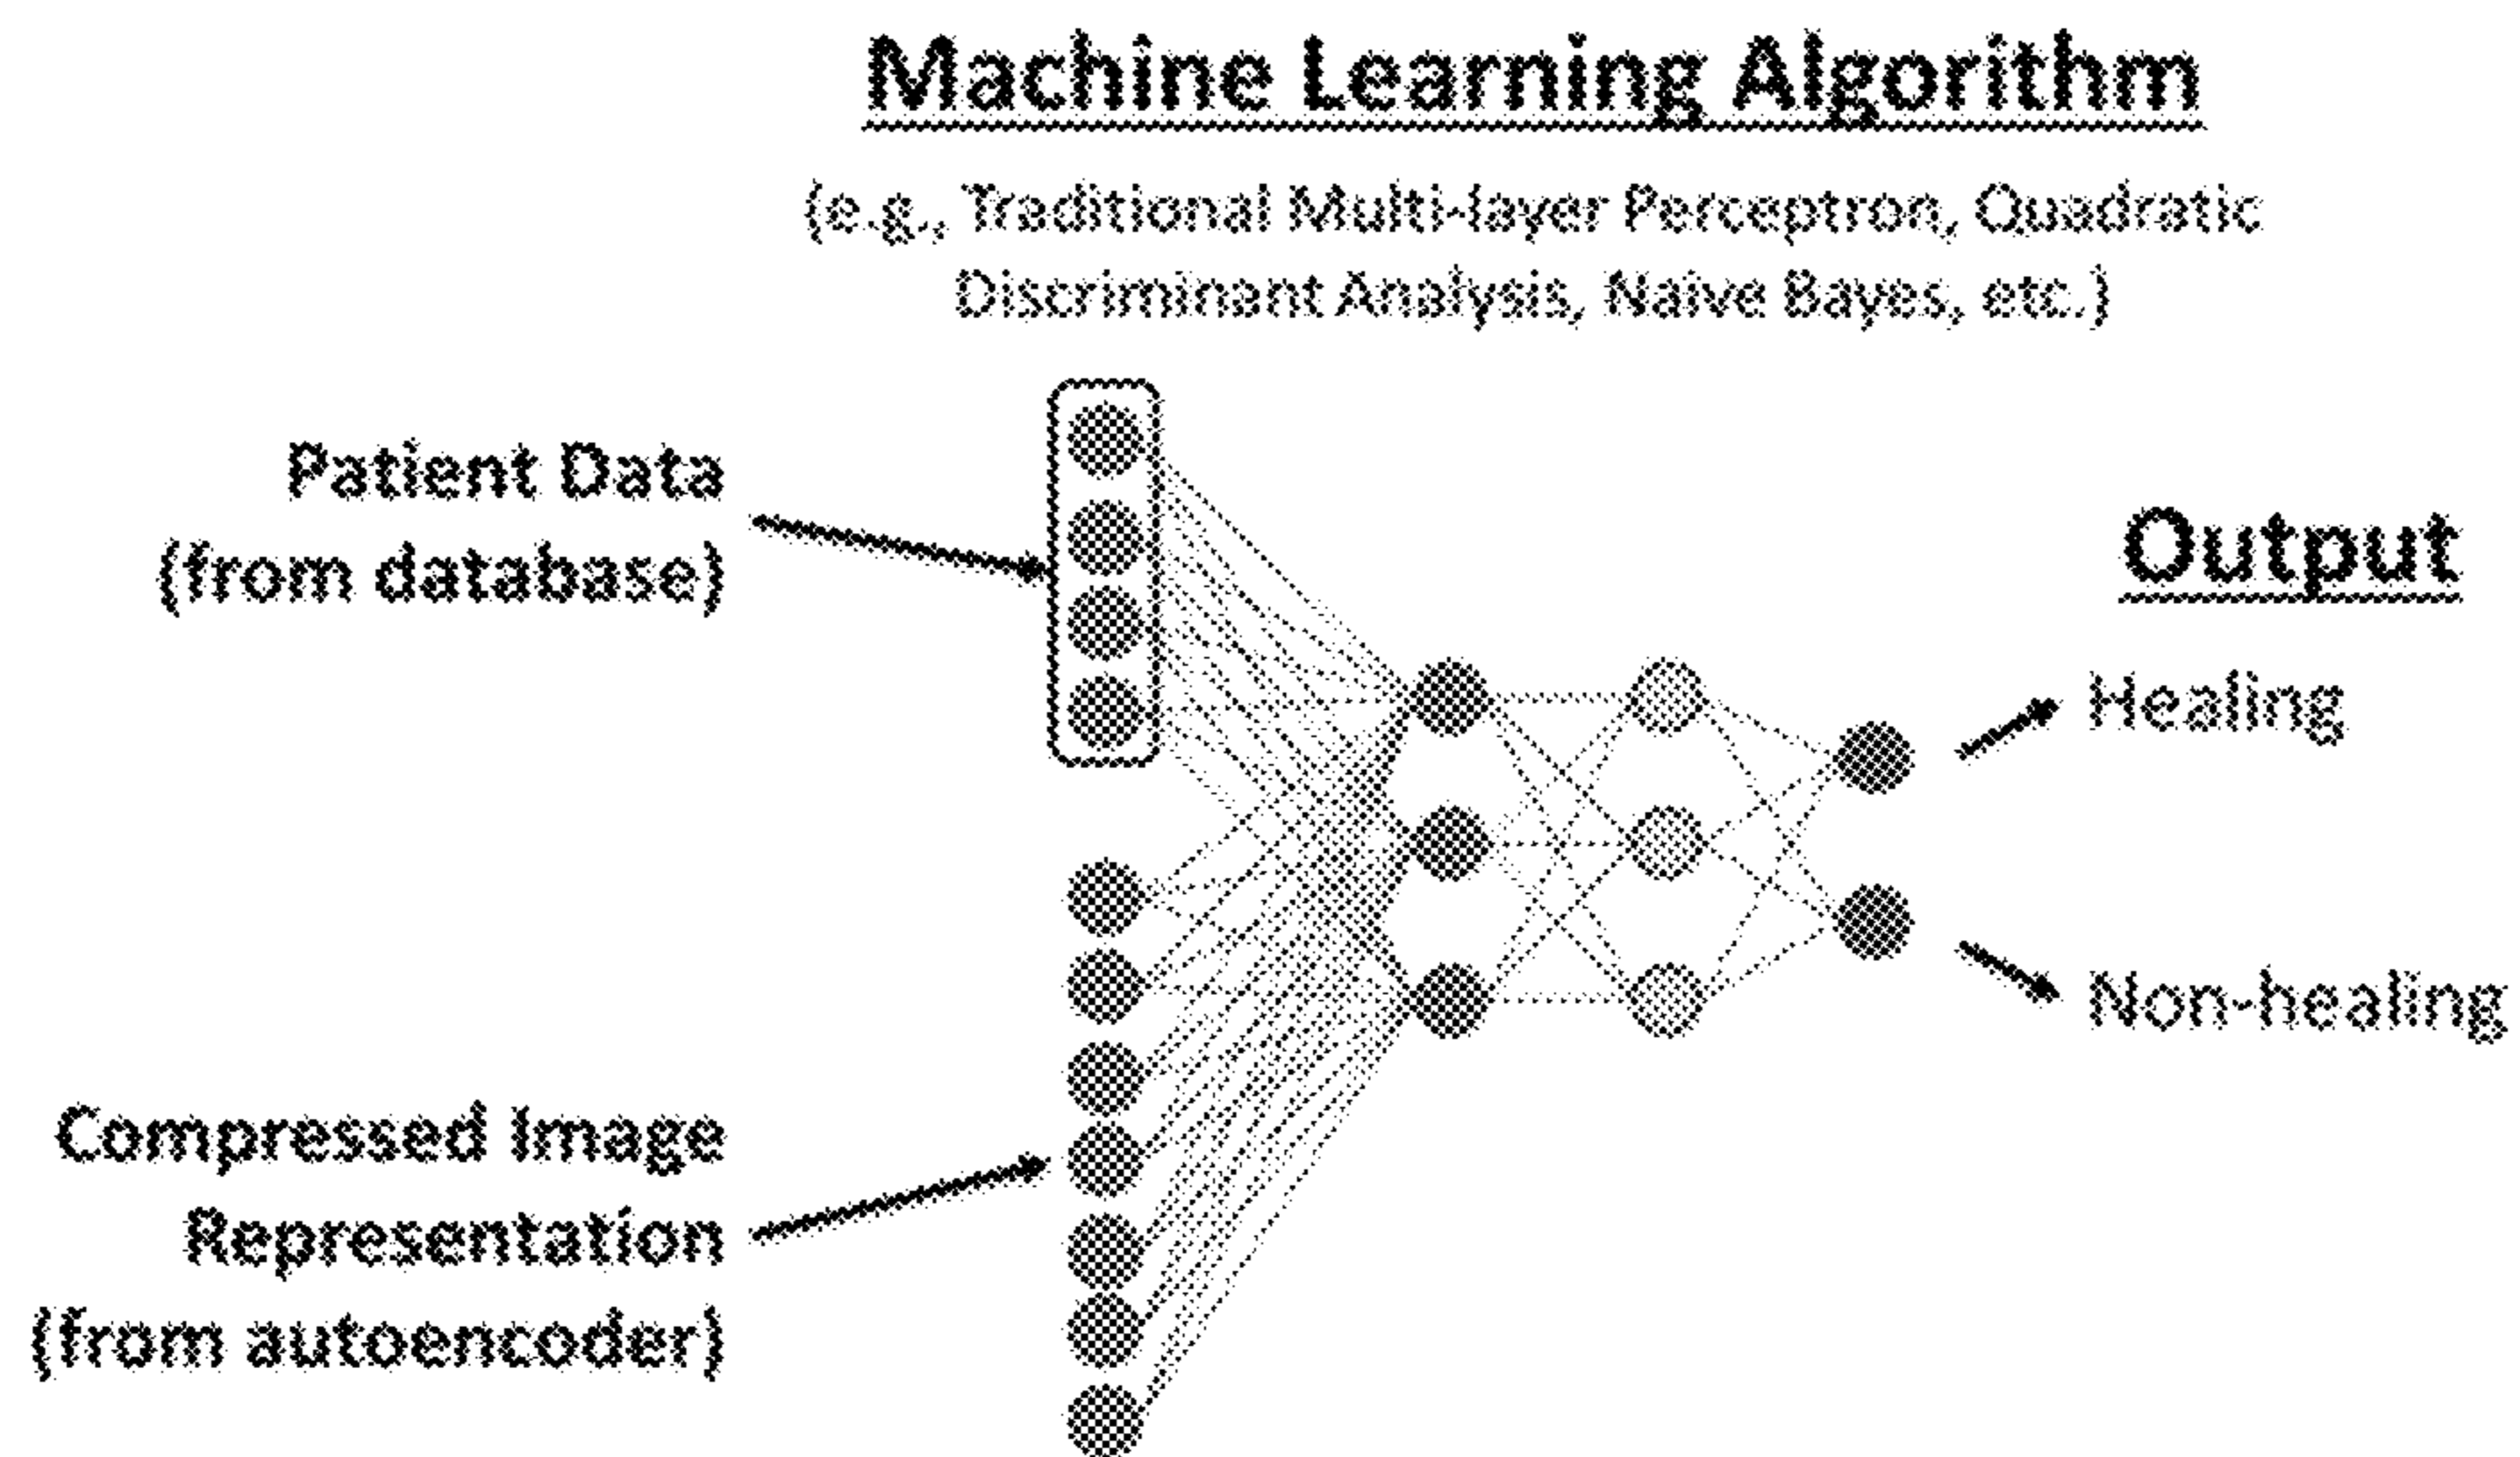 Machine Learning Algorithm
(e.g., Traditional Multi-layer Perceptron, Quadratic
Discriminant Analysis, Naive Bayes, etc.)
Patient Data
(from database)
Output
Healing
Non-healing
Compressed Image
Representation
(from autoencoder)